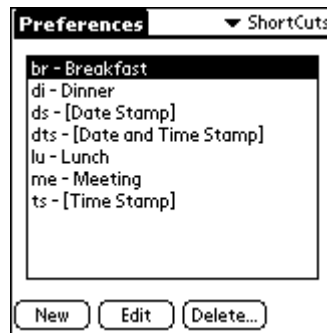 Preferences ShortCuts
br - Breakfast
di - Dinner
ds - [Date Stamp]
dts - [Date and Time Stamp]
lu - Lunch
me - Meeting
ts - [Time Stamp]
New Edit Delete...